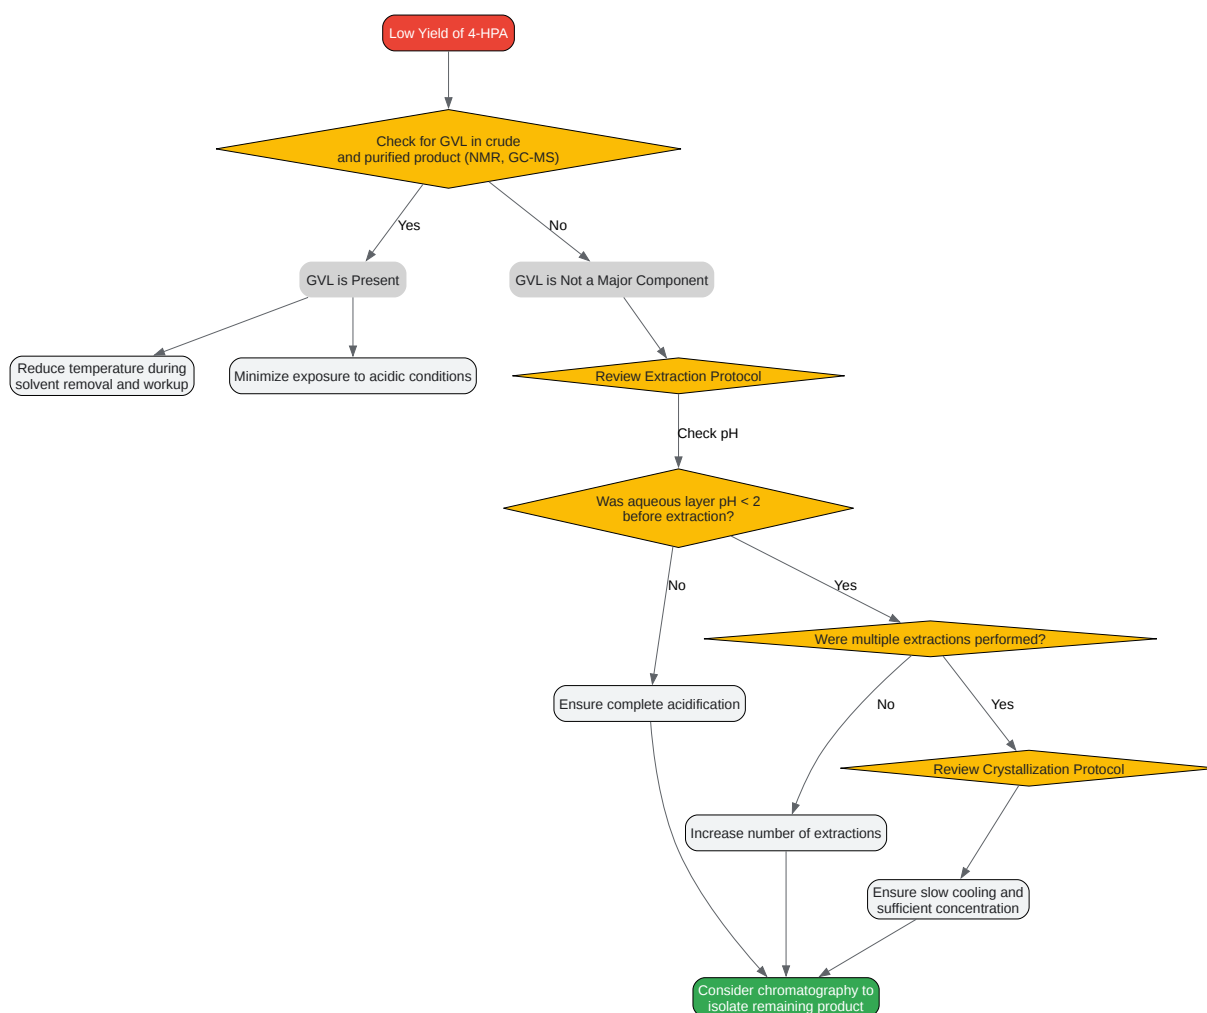 Low Yield of 4-HPA
Check for GVL in crude
and purified product (NMR, GC-MS)
Yes
No
GVL is Present
GVL is Not a Major Component
Reduce temperature during
solvent removal and workup
Minimize exposure to acidic conditions
Review Extraction Protocol
Check pH
Was aqueous layer pH < 2
before extraction?
No
Yes
Were multiple extractions performed?
Ensure complete acidification
No
Yes
Review Crystallization Protocol
Increase number of extractions
Ensure slow cooling and
sufficient concentration
Consider chromatography to
isolate remaining product